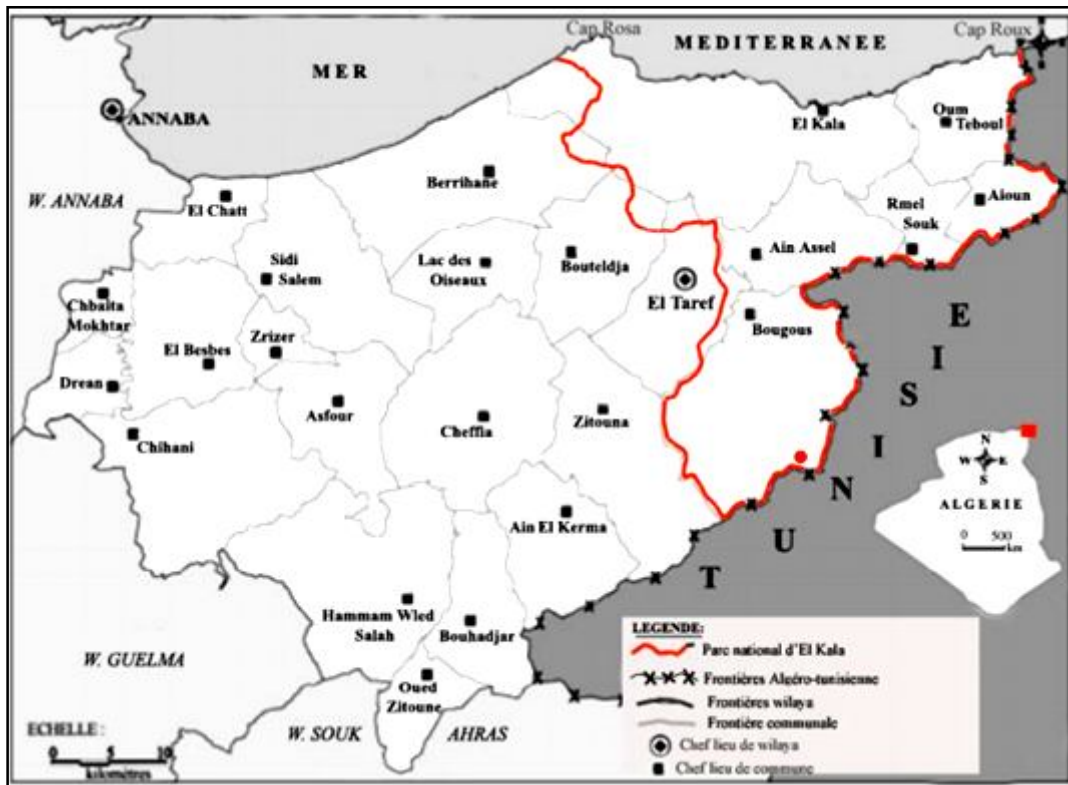 Cap Rosa
Cap Roux
MER
MEDITERRANEE
ANNABA
El Kala
Oum
Teboul
Berrihane
W. ANNABA
El Chatt
Aioun
Rmel
Souk
Sidi
Salem
Lac des
Oiseaux
Bouteldja
Ain Assel
El Taref
Chbaita
Mokhtar
Bougous
Zrizer
El Besbes
Drean
Asfour
Cheffia
Zitouna
Chihani
Ain El Kerma
TUNISIE
N
W E
S
ALGERIE
0 500
km
Hammam Wled
Salah
Bouhadjar
W. GUELMA
Oued
Zitoune
W. SOUK AHRAS
ECHELLE :
0 5 10
kilomètres
LEGENDE:
Parc national d'El Kala
Frontières Algéro-tunisienne
Frontières wilaya
Frontière communale
Chef lieu de wilaya
Chef lieu de commune